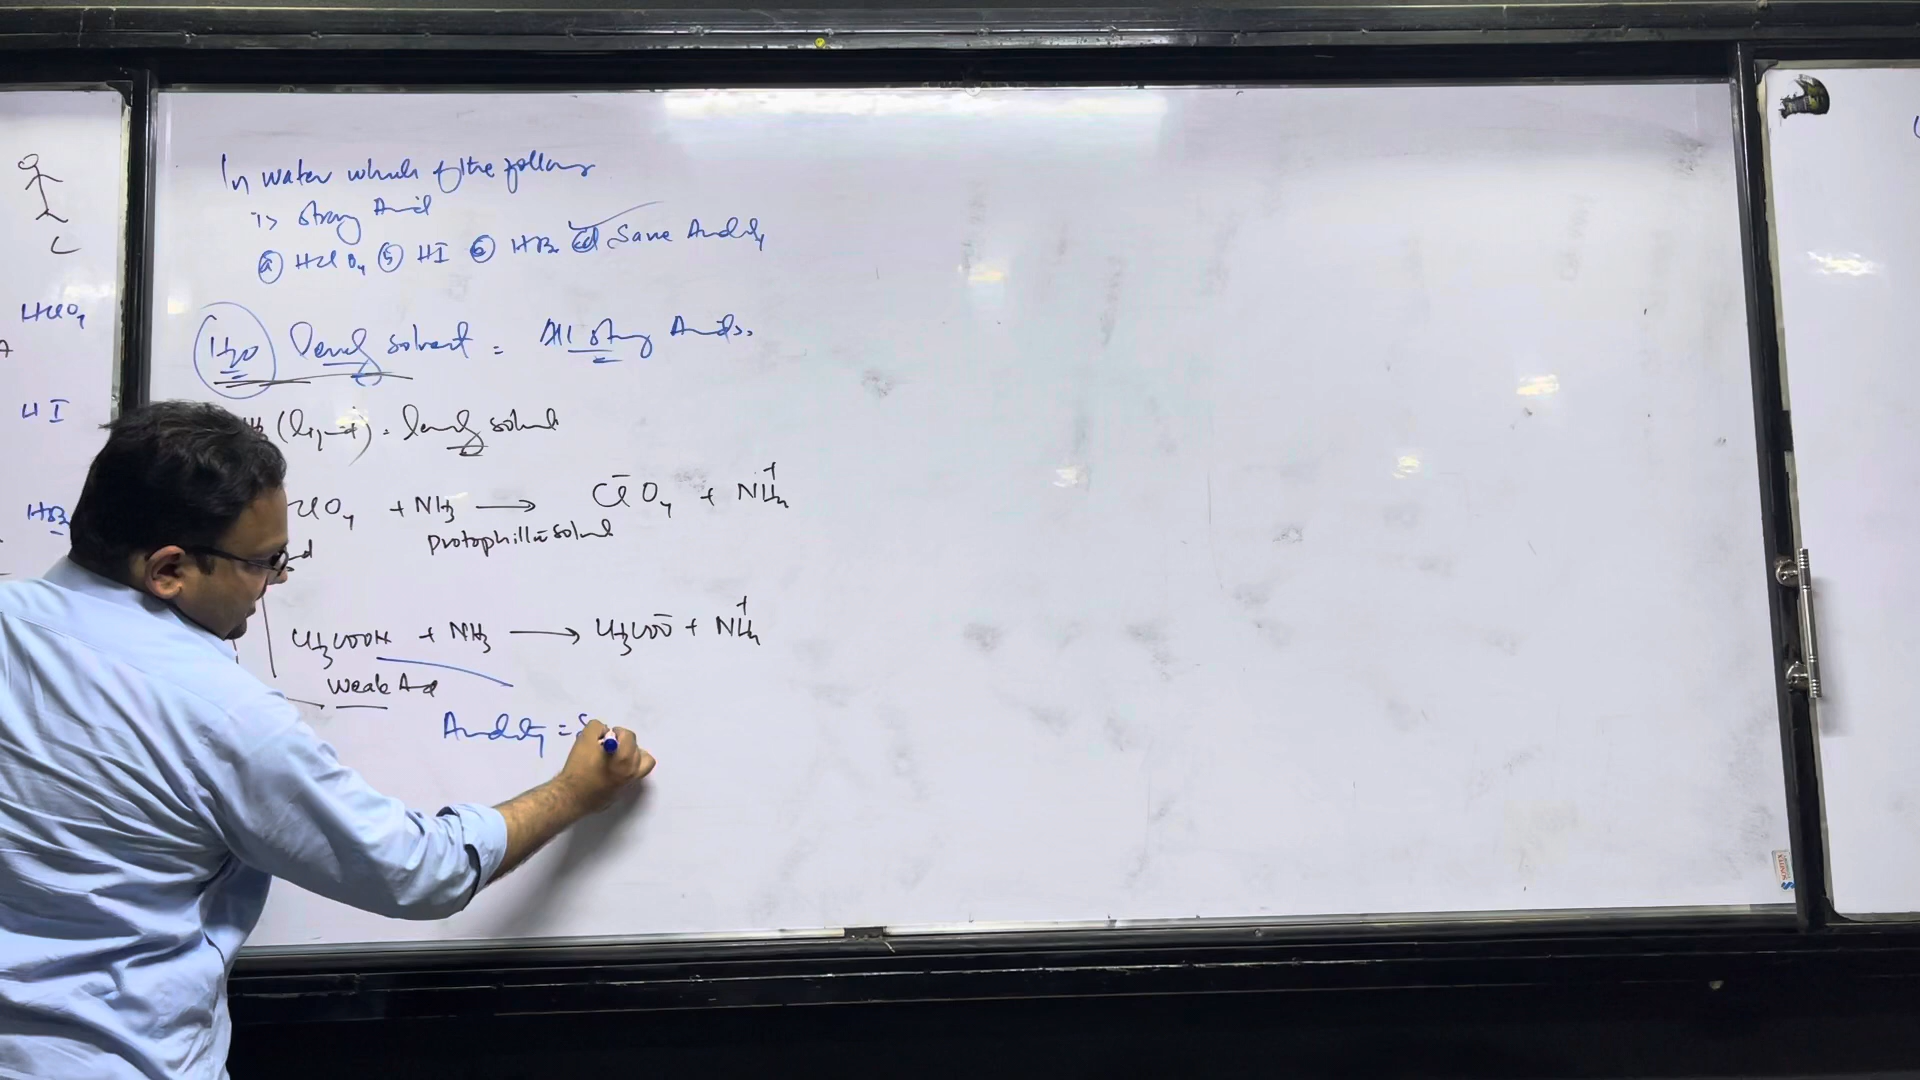 In water which of the following
is strong Acid
ⓐ HClO₄ ⓑ HI ⓒ HBr ⓓ Same Acidity
H₂O levelling solvent = All strong Acids.
(liquid) = levelling solvent
ClO₄ + NH₃ ⟶ ClO₄⁻ + NH₄⁺
protophillic solvent
CH₃COOH + NH₃ ⟶ CH₃COO⁻ + NH₄⁺
Weak Acid
Acidity = S
HClO₄
HI
HBr